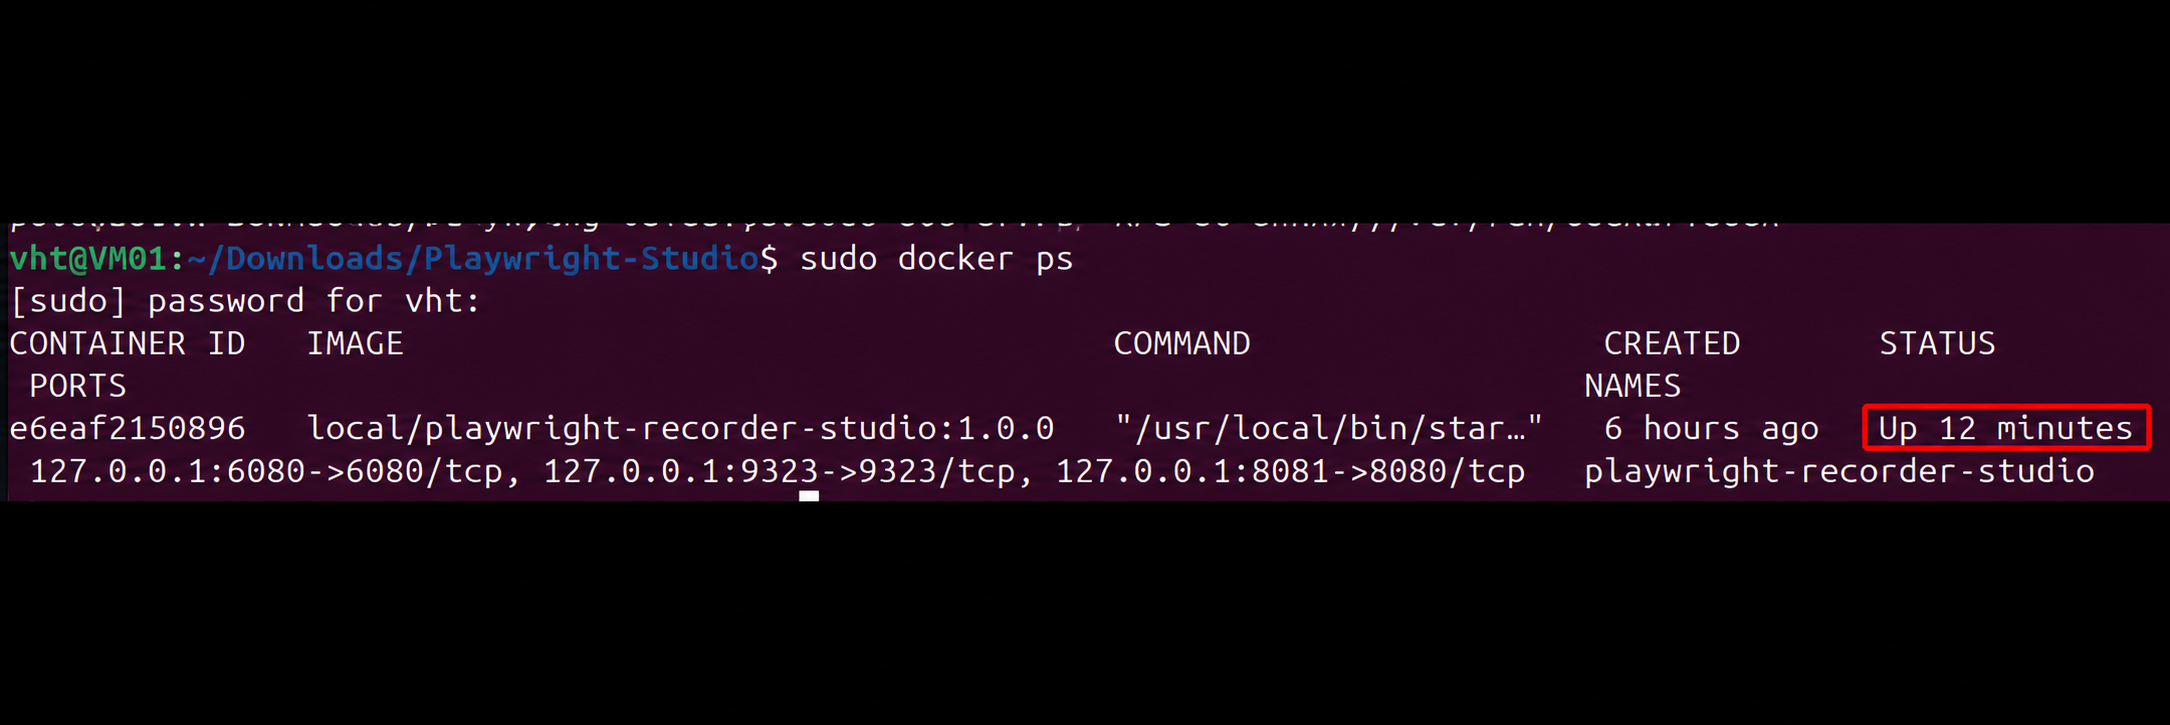 vht@VM01:~/Downloads/Playwright-Studio$ sudo docker ps
[sudo] password for vht:
CONTAINER ID   IMAGE                                    COMMAND                  CREATED       STATUS
 PORTS                                                                          NAMES
e6eaf2150896   local/playwright-recorder-studio:1.0.0   "/usr/local/bin/star…"   6 hours ago   Up 12 minutes
 127.0.0.1:6080->6080/tcp, 127.0.0.1:9323->9323/tcp, 127.0.0.1:8081->8080/tcp   playwright-recorder-studio